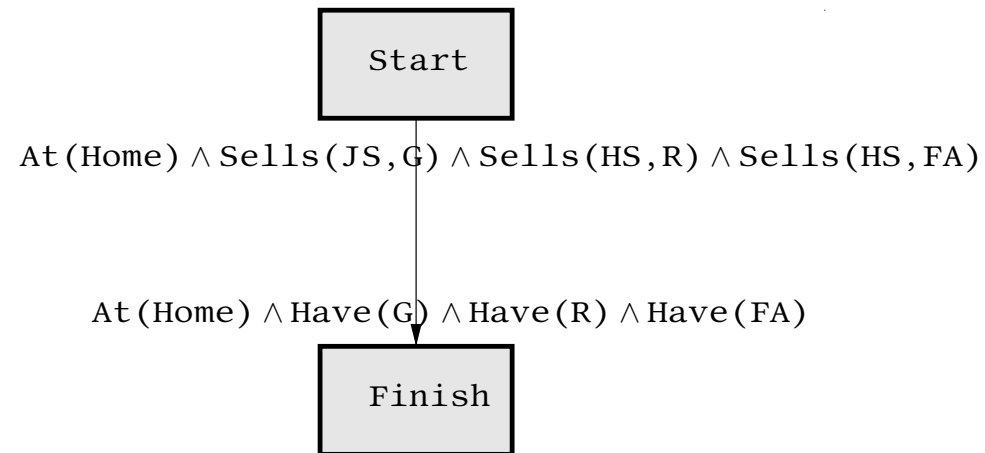 Start
At(Home) ∧ Sells(JS,G) ∧ Sells(HS,R) ∧ Sells(HS,FA)
At(Home) ∧ Have(G) ∧ Have(R) ∧ Have(FA)
Finish